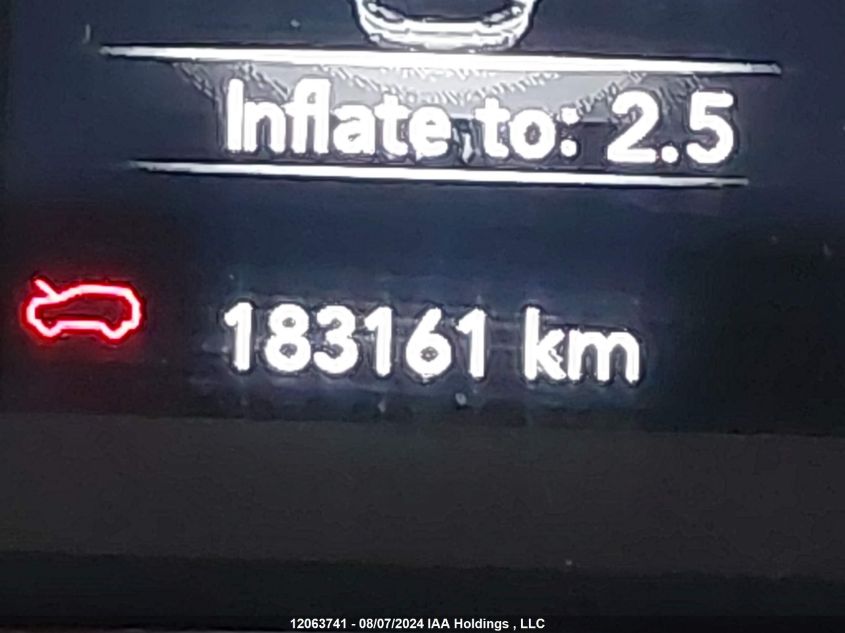 Inflate to: 2.5
183161 km
12063741 - 08/07/2024 IAA Holdings , LLC